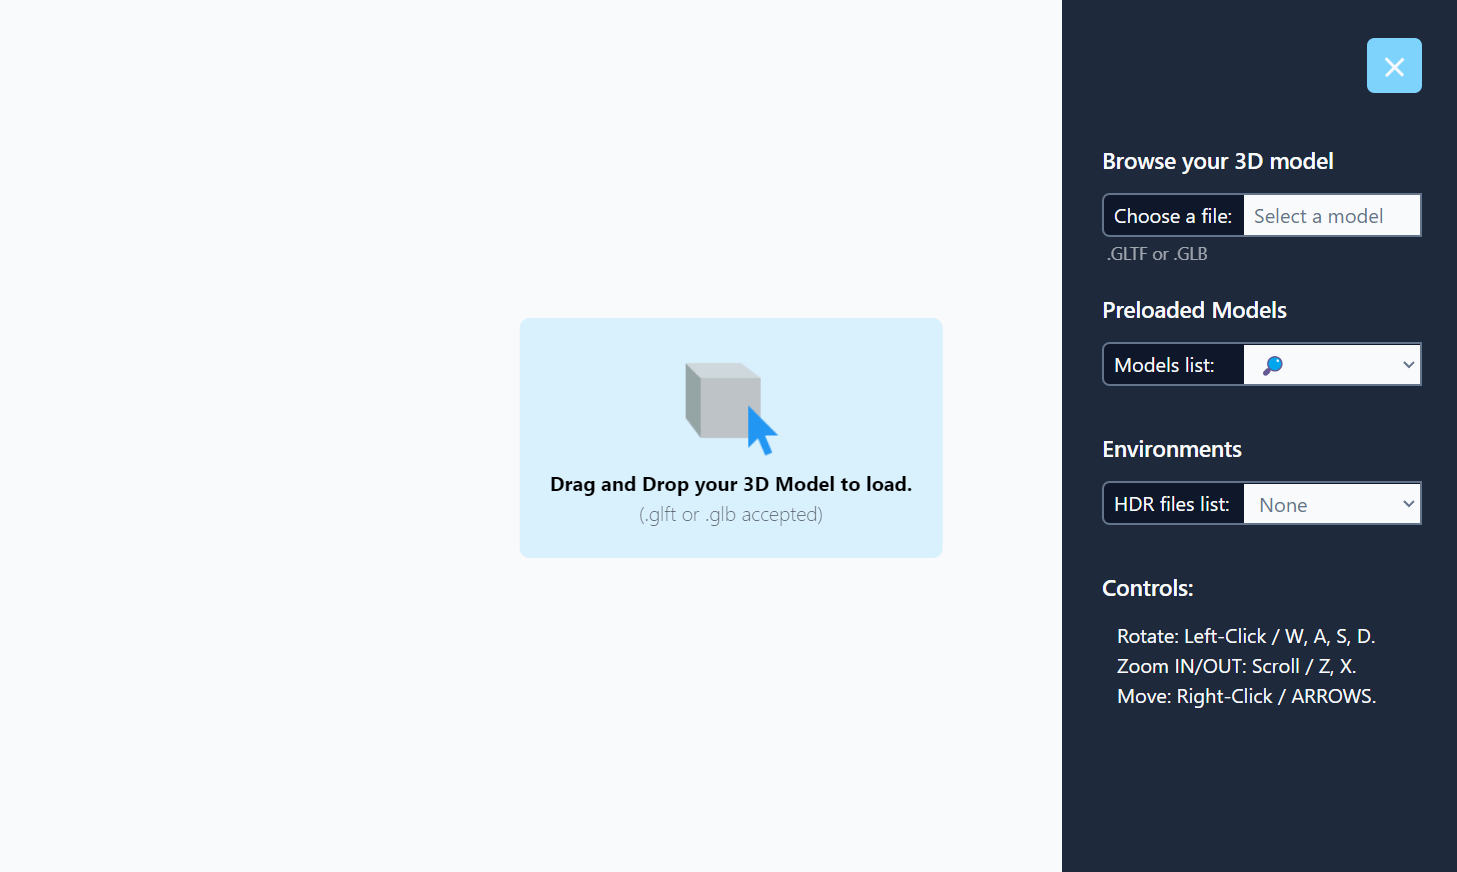 Browse your 3D model
Choose a file: Select a model
.GLTF or .GLB
Preloaded Models
Models list:
Environments
HDR files list: None
Controls:
Rotate: Left-Click / W, A, S, D.
Zoom IN/OUT: Scroll / Z, X.
Move: Right-Click / ARROWS.
Drag and Drop your 3D Model to load.
(.glft or .glb accepted)